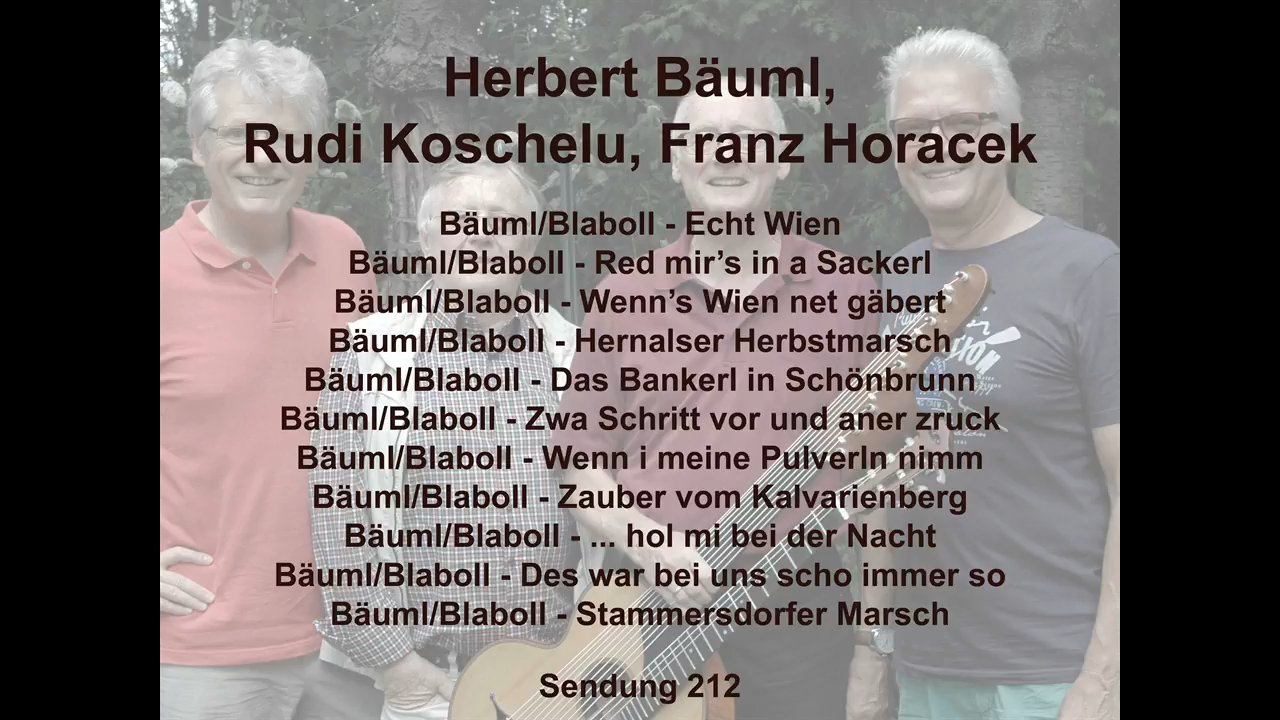 Herbert Bäuml,
Rudi Koschelu, Franz Horacek
Bäuml/Blaboll - Echt Wien
Bäuml/Blaboll - Red mir’s in a Sackerl
Bäuml/Blaboll - Wenn’s Wien net gäbert
Bäuml/Blaboll - Hernalser Herbstmarsch
Bäuml/Blaboll - Das Bankerl in Schönbrunn
Bäuml/Blaboll - Zwa Schritt vor und aner zruck
Bäuml/Blaboll - Wenn i meine Pulverln nimm
Bäuml/Blaboll - Zauber vom Kalvarienberg
Bäuml/Blaboll - ... hol mi bei der Nacht
Bäuml/Blaboll - Des war bei uns scho immer so
Bäuml/Blaboll - Stammersdorfer Marsch
Sendung 212